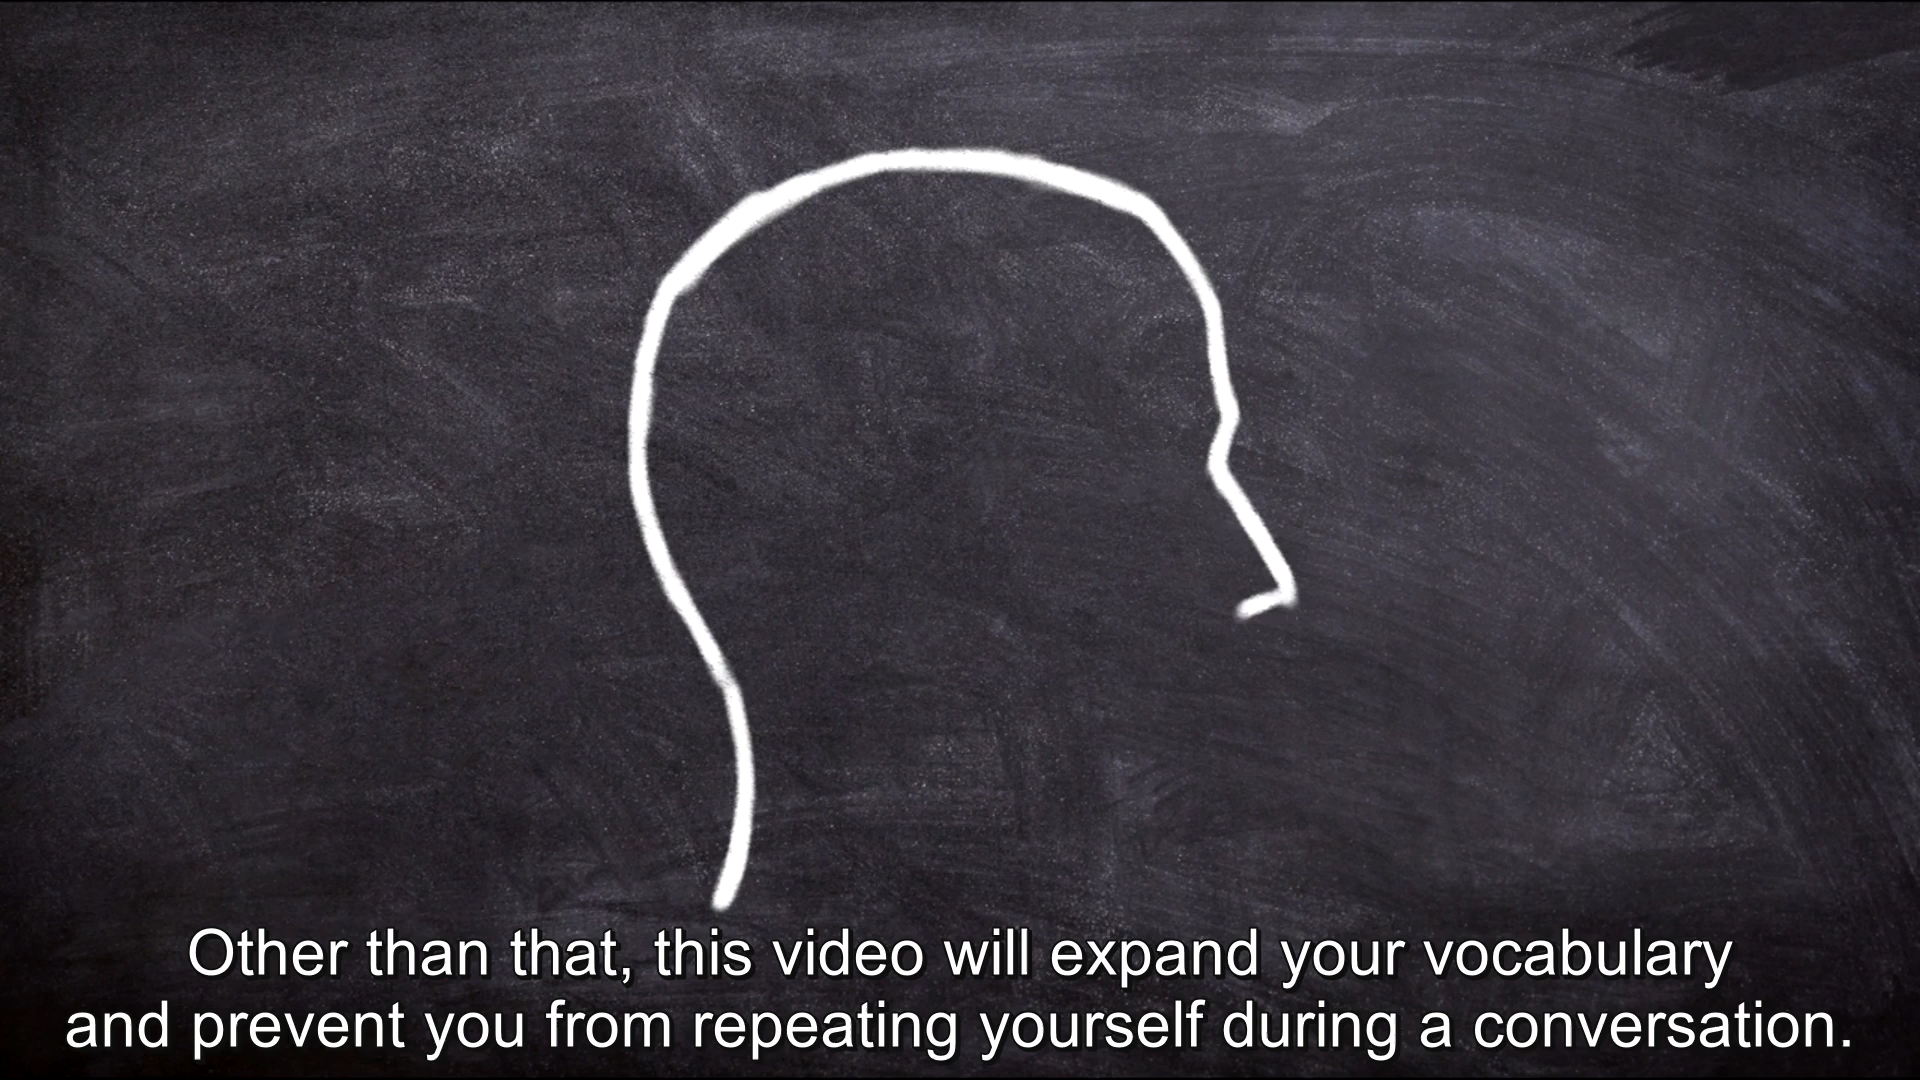 Other than that, this video will expand your vocabulary
and prevent you from repeating yourself during a conversation.